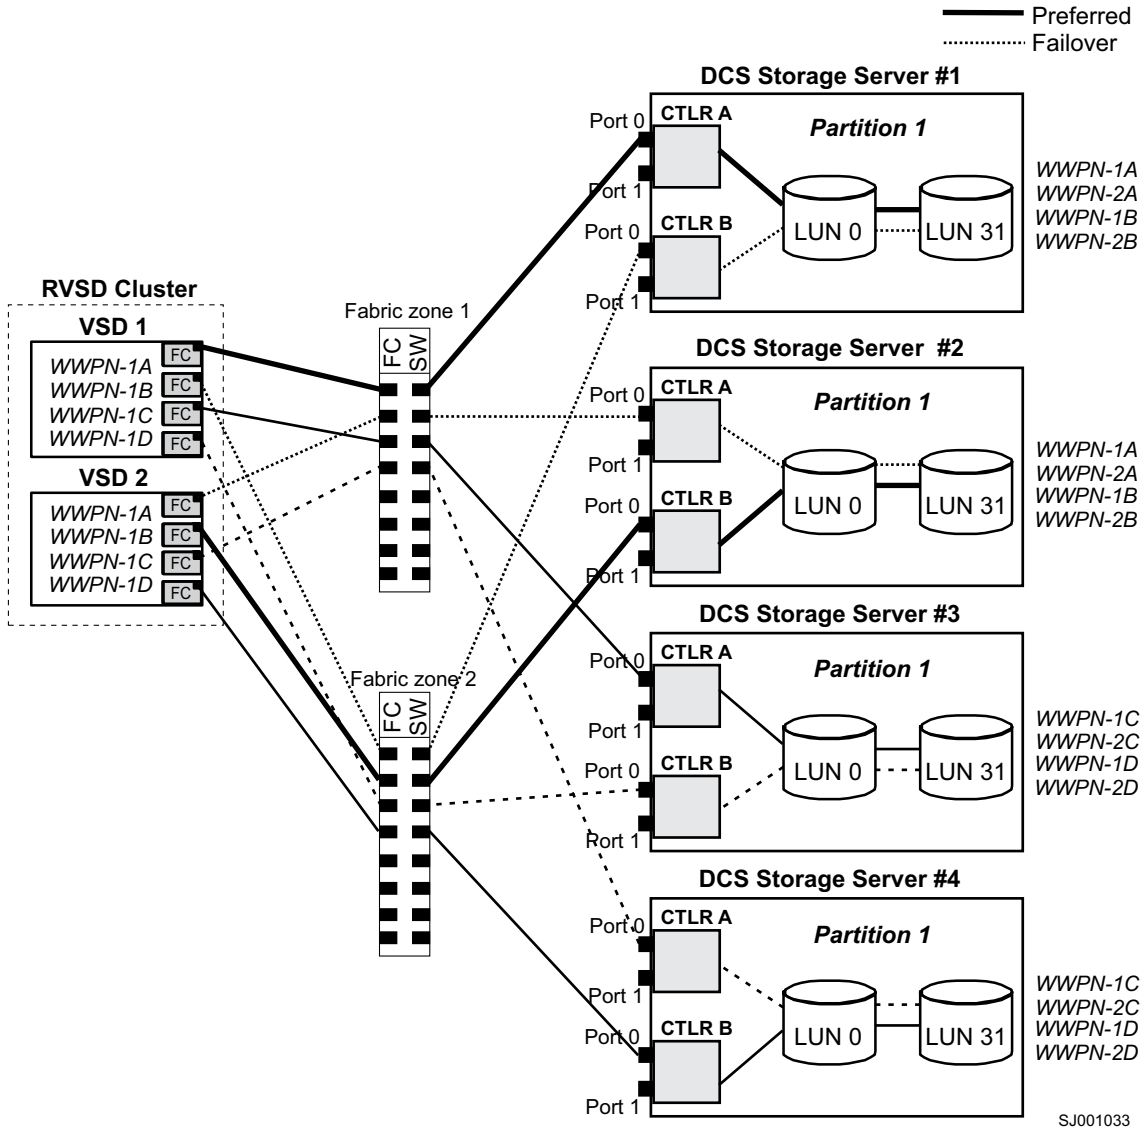 Preferred
Failover
DCS Storage Server #1
CTLR A
Partition 1
Port 0
Port 1
Port 0
CTLR B
Port 1
LUN 0
LUN 31
WWPN-1A
WWPN-2A
WWPN-1B
WWPN-2B
RVSD Cluster
VSD 1
WWPN-1A
WWPN-1B
WWPN-1C
WWPN-1D
FC
FC
FC
FC
VSD 2
WWPN-1A
WWPN-1B
WWPN-1C
WWPN-1D
FC
FC
FC
FC
Fabric zone 1
FC
SW
Fabric zone 2
FC
SW
DCS Storage Server #2
CTLR A
Partition 1
Port 0
Port 1
Port 0
CTLR B
Port 1
LUN 0
LUN 31
WWPN-1A
WWPN-2A
WWPN-1B
WWPN-2B
DCS Storage Server #3
CTLR A
Partition 1
Port 0
Port 1
Port 0
CTLR B
Port 1
LUN 0
LUN 31
WWPN-1C
WWPN-2C
WWPN-1D
WWPN-2D
DCS Storage Server #4
CTLR A
Partition 1
Port 0
Port 1
Port 0
CTLR B
Port 1
LUN 0
LUN 31
WWPN-1C
WWPN-2C
WWPN-1D
WWPN-2D
SJ001033